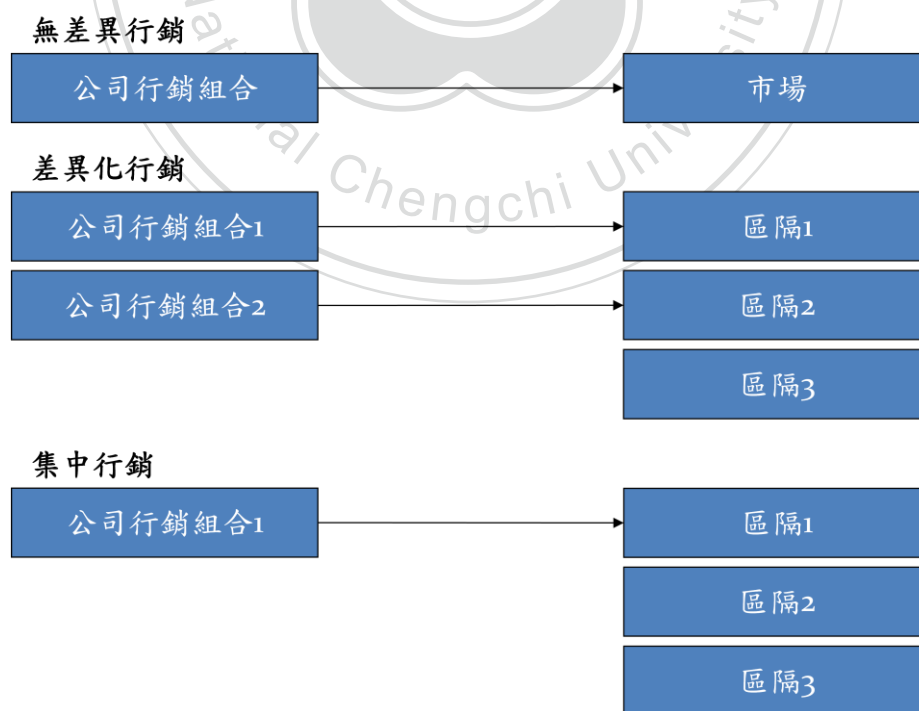 無差異行銷
公司行銷組合
市場
差異化行銷
公司行銷組合1
區隔1
公司行銷組合2
區隔2
區隔3
集中行銷
公司行銷組合1
區隔1
區隔2
區隔3
Chengchi